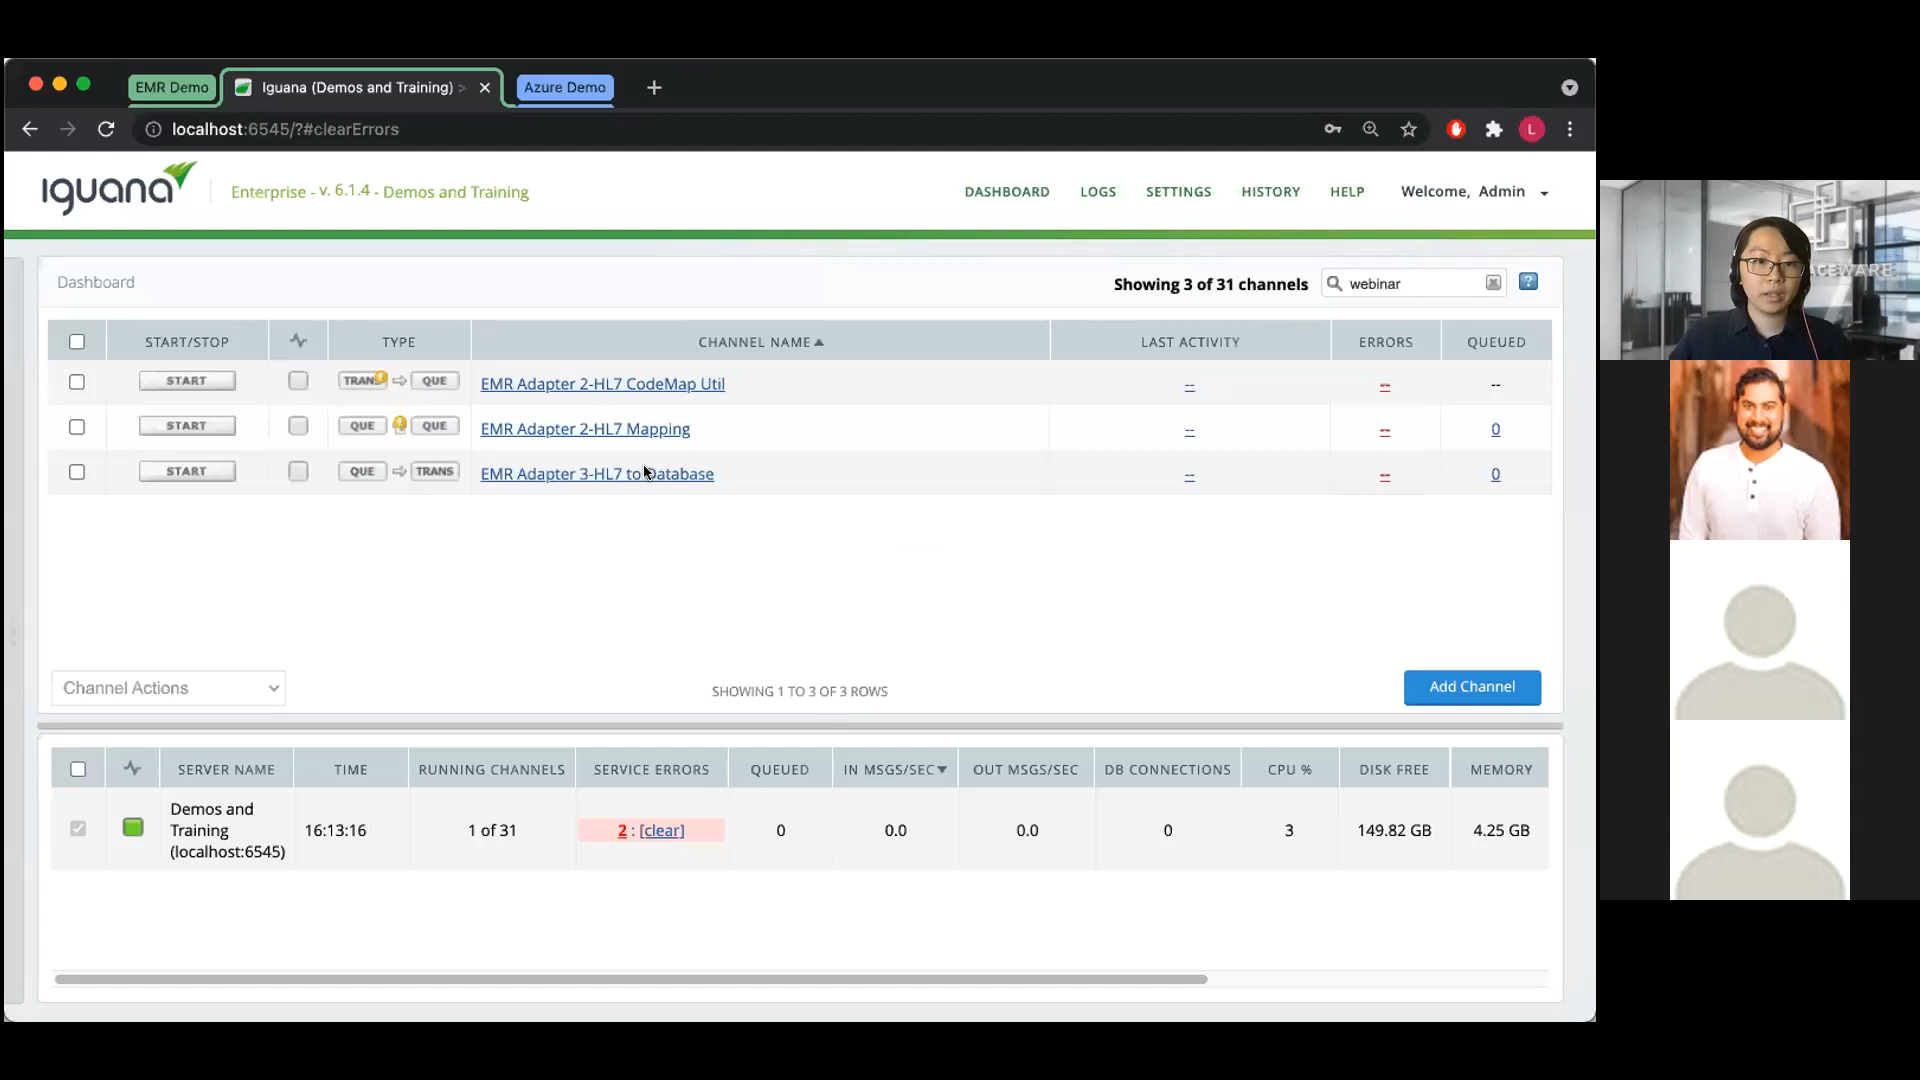 EMR Demo
Iguana (Demos and Training) >
Azure Demo
localhost:6545/?#clearErrors
L
iguana
Enterprise - v. 6.1.4 - Demos and Training
DASHBOARD
LOGS
SETTINGS
HISTORY
HELP
Welcome, Admin
Dashboard
Showing 3 of 31 channels
webinar
?
START/STOP
TYPE
CHANNEL NAME
LAST ACTIVITY
ERRORS
QUEUED
START
TRANS
QUE
EMR Adapter 2-HL7 CodeMap Util
--
--
--
START
QUE
QUE
EMR Adapter 2-HL7 Mapping
--
--
0
START
QUE
TRANS
EMR Adapter 3-HL7 to Database
--
--
0
Channel Actions
SHOWING 1 TO 3 OF 3 ROWS
Add Channel
SERVER NAME
TIME
RUNNING CHANNELS
SERVICE ERRORS
QUEUED
IN MSGS/SEC
OUT MSGS/SEC
DB CONNECTIONS
CPU %
DISK FREE
MEMORY
Demos and
Training
(localhost:6545)
16:13:16
1 of 31
2 : [clear]
0
0.0
0.0
0
3
149.82 GB
4.25 GB